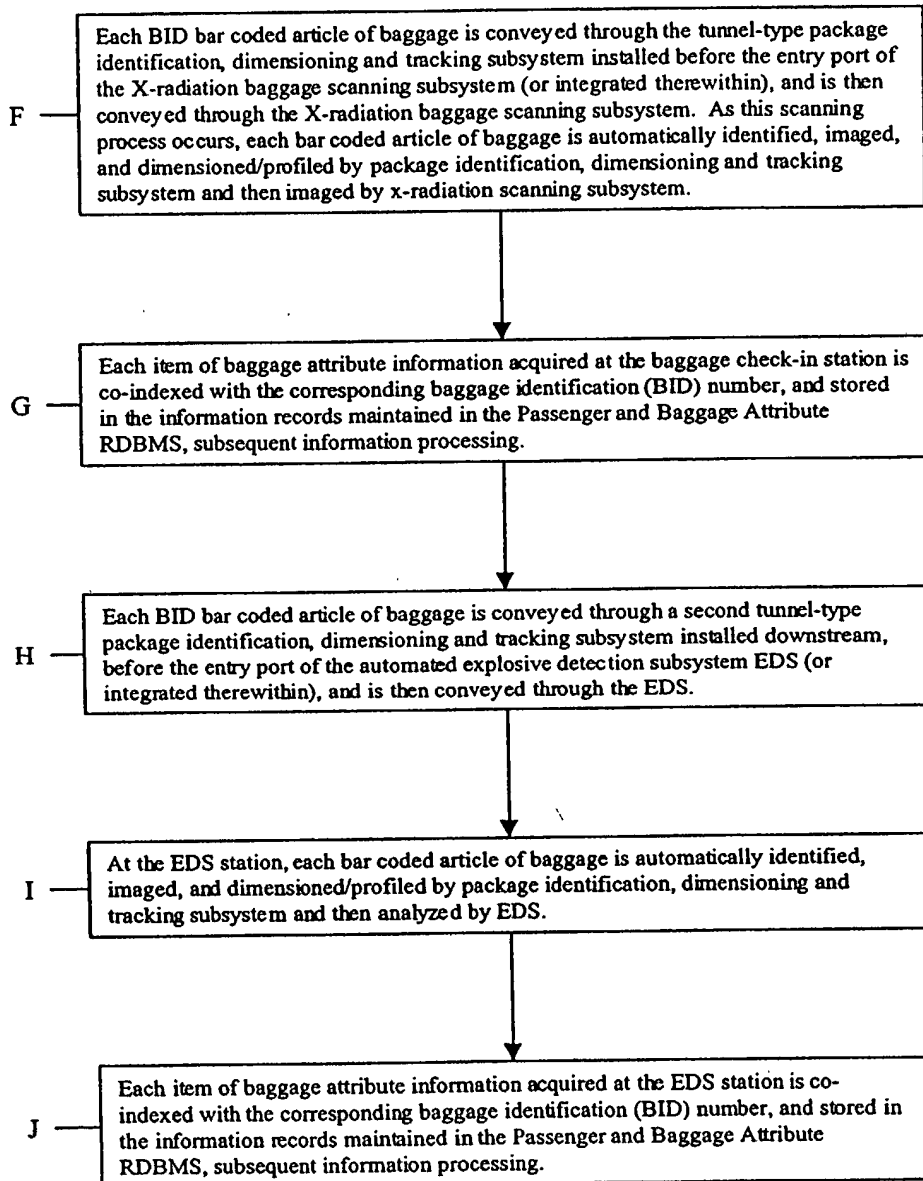 Each BID bar coded article of baggage is conveyed through the tunnel-type package
identification, dimensioning and tracking subsystem installed before the entry port of
the X-radiation baggage scanning subsystem (or integrated therewithin), and is then
conveyed through the X-radiation baggage scanning subsystem. As this scanning
process occurs, each bar coded article of baggage is automatically identified, imaged,
and dimensioned/profiled by package identification, dimensioning and tracking
subsystem and then imaged by x-radiation scanning subsystem.
F
Each item of baggage attribute information acquired at the baggage check-in station is
co-indexed with the corresponding baggage identification (BID) number, and stored
in the information records maintained in the Passenger and Baggage Attribute
RDBMS, subsequent information processing.
G
Each BID bar coded article of baggage is conveyed through a second tunnel-type
package identification, dimensioning and tracking subsystem installed downstream,
before the entry port of the automated explosive detection subsystem EDS (or
integrated therewithin), and is then conveyed through the EDS.
H
At the EDS station, each bar coded article of baggage is automatically identified,
imaged, and dimensioned/profiled by package identification, dimensioning and
tracking subsystem and then analyzed by EDS.
I
Each item of baggage attribute information acquired at the EDS station is co-
indexed with the corresponding baggage identification (BID) number, and stored in
the information records maintained in the Passenger and Baggage Attribute
RDBMS, subsequent information processing.
J